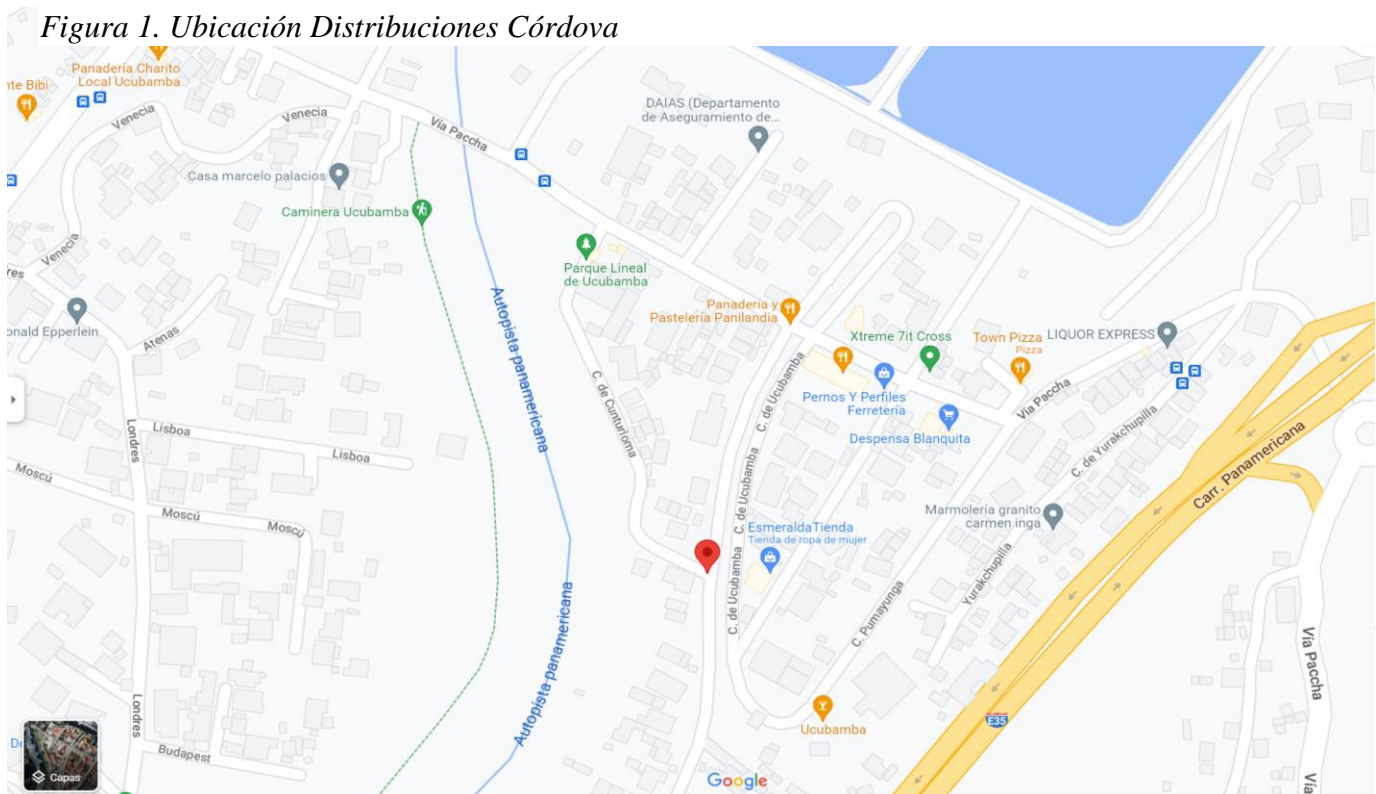 Figura 1. Ubicación Distribuciones Córdova
Panadería Charito
Local Ucubamba
nte Bibi
Venecia
Venecia
Vía Paccha
DAIAS (Departamento
de Aseguramiento de...
Casa marcelo palacios
Caminera Ucubamba
Venecia
res
Parque Lineal
de Ucubamba
Autopista panamericana
Panadería y
Pastelería Panilandia
onald Epperlein
Atenas
Xtreme 7it Cross
Town Pizza
Pizza
LIQUOR EXPRESS
C. de Ucubamba
C. de Cunturloma
Pernos Y Perfiles
Ferretería
Vía Paccha
Despensa Blanquita
Londres
Lisboa
Lisboa
C. de Ucubamba
C. de Yurakchupilla
Carr. Panamericana
Moscú
Moscú
Moscú
Marmolería granito
carmen inga
EsmeraldaTienda
Tienda de ropa de mujer
C. de Ucubamba
Yurakchupilla
C. Pumayunga
Autopista panamericana
Vía Paccha
Londres
Ucubamba
E35
Budapest
De
Capas
Google
Vía